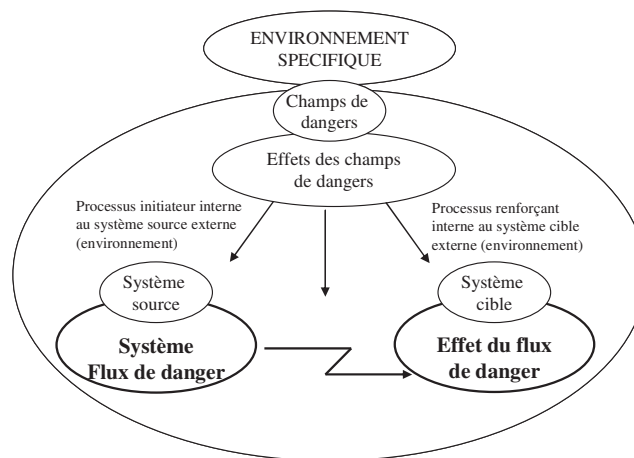 ENVIRONNEMENT
SPECIFIQUE
Champs de
dangers
Effets des champs
de dangers
Processus initiateur interne
au système source externe
(environnement)
Processus renforçant
interne au système cible
externe (environnement)
Système
source
Système
cible
Système
Flux de danger
Effet du flux
de danger